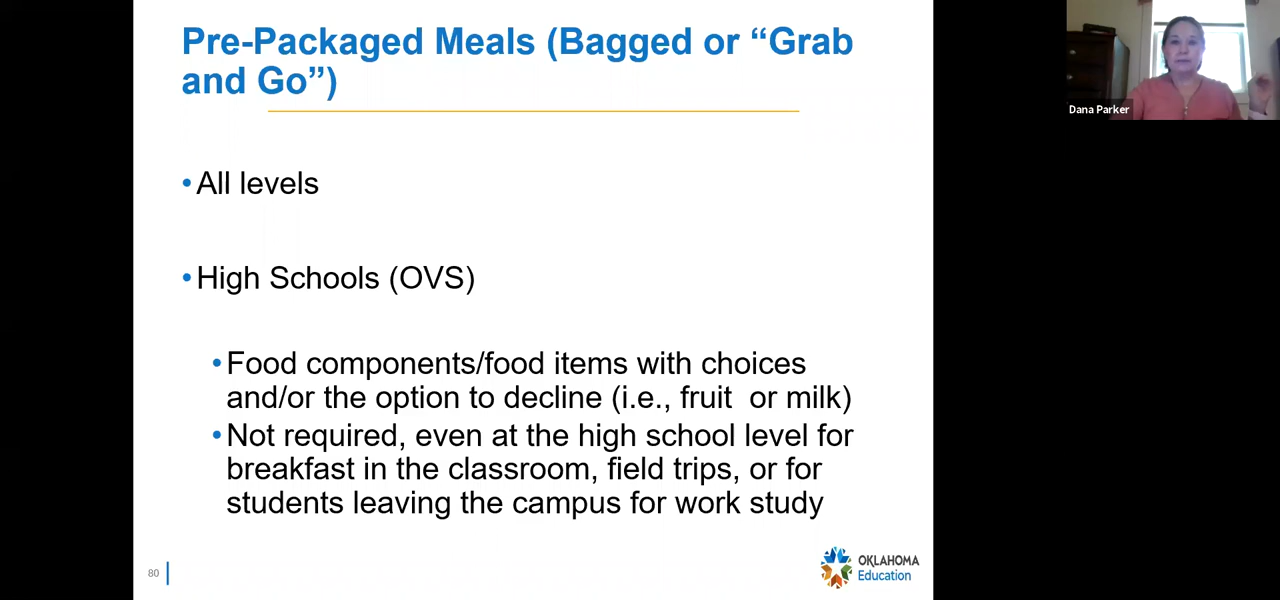 Pre-Packaged Meals (Bagged or “Grab
and Go”)
•All levels
•High Schools (OVS)
•Food components/food items with choices
and/or the option to decline (i.e., fruit  or milk)
•Not required, even at the high school level for
breakfast in the classroom, field trips, or for
students leaving the campus for work study
80
OKLAHOMA
Education
Dana Parker